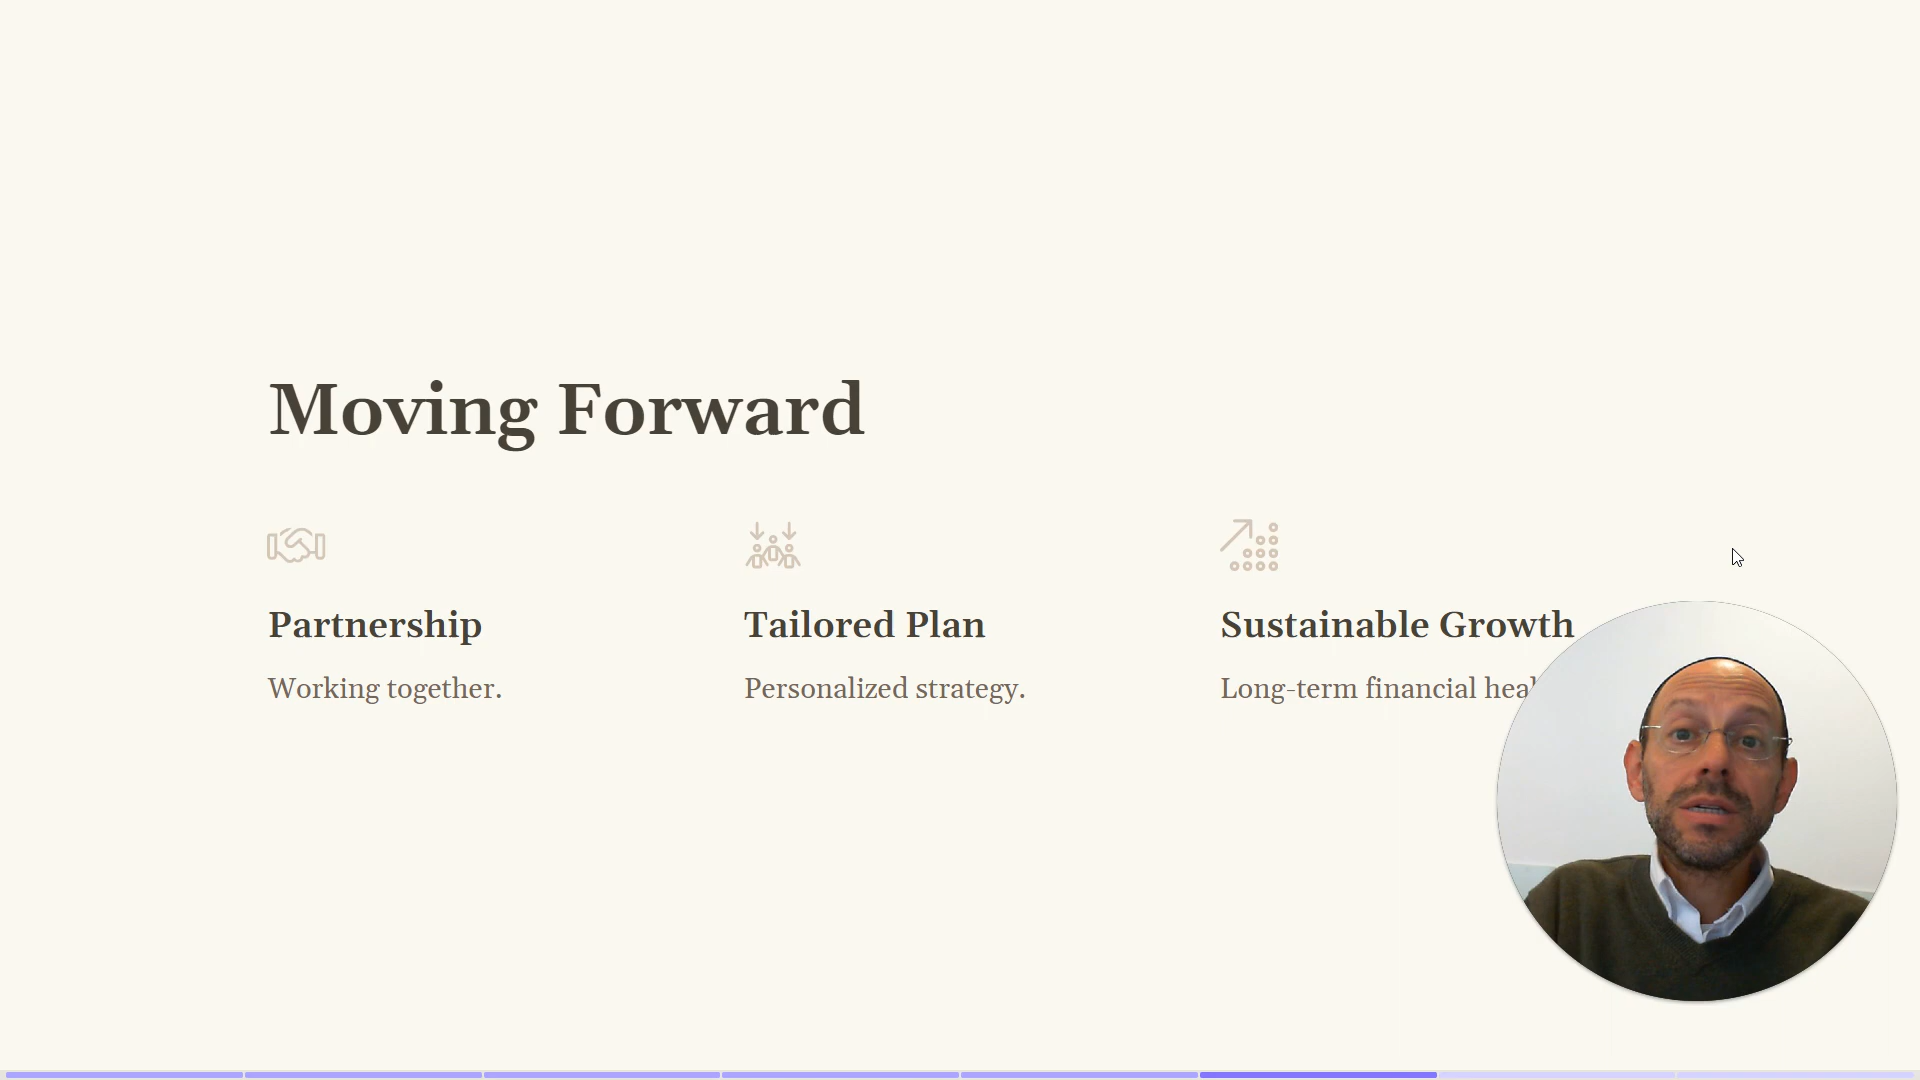 Moving Forward
Partnership
Working together.
Tailored Plan
Personalized strategy.
Sustainable Growth
Long-term financial